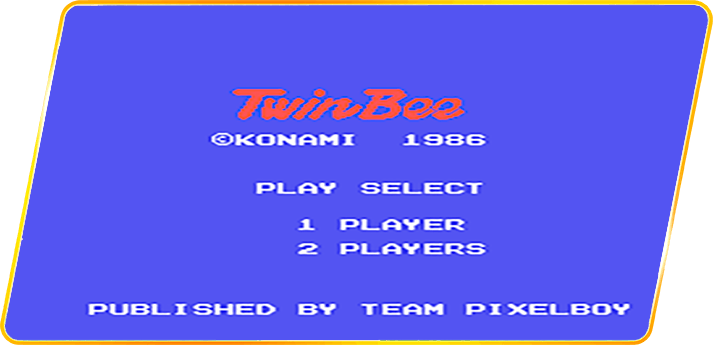 TwinBee
©KONAMI 1986
PLAY SELECT
1 PLAYER
2 PLAYERS
PUBLISHED BY TEAM PIXELBOY